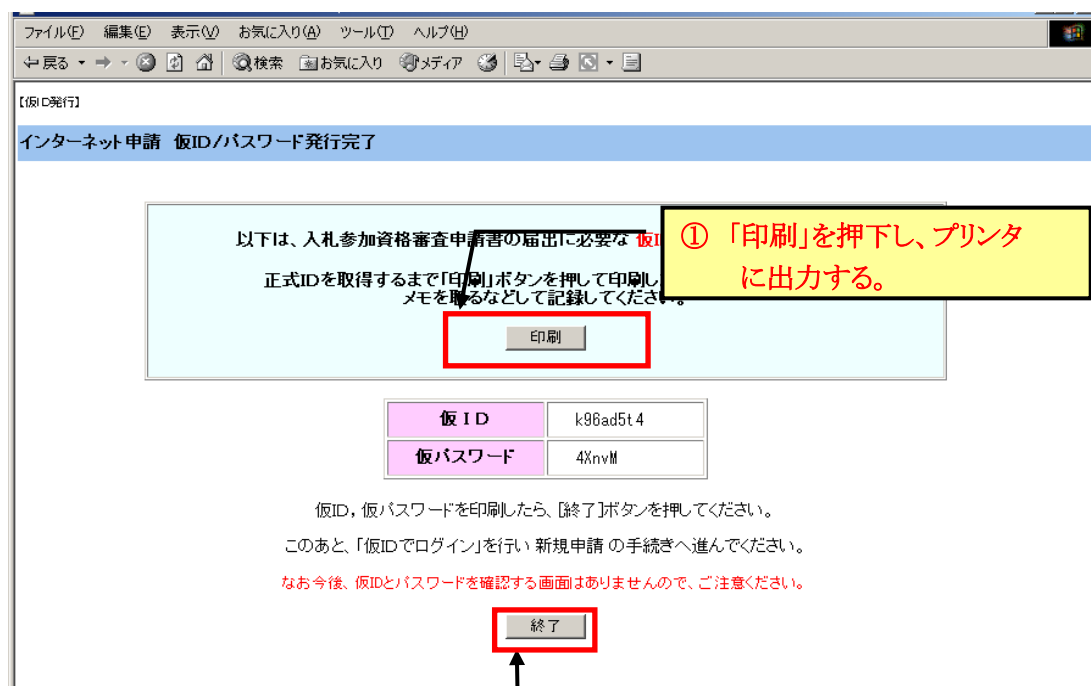 ファイル(F) 編集(E) 表示(V) お気に入り(A) ツール(T) ヘルプ(H)
戻る 検索 お気に入り メディア
【仮ID発行】
インターネット申請 仮ID/パスワード発行完了
以下は、入札参加資格審査申請書の届出に必要な 仮I
正式IDを取得するまで「印刷」ボタンを押して印刷し
メモを取るなどして記録してください。
① 「印刷」を押下し、プリンタ
に出力する。
印刷
仮ID k96ad5t4
仮パスワード 4XnvM
仮ID，仮パスワードを印刷したら、[終了]ボタンを押してください。
このあと、「仮IDでログイン」を行い 新規申請 の手続きへ進んでください。
なお今後、仮IDとパスワードを確認する画面はありませんので、ご注意ください。
終了